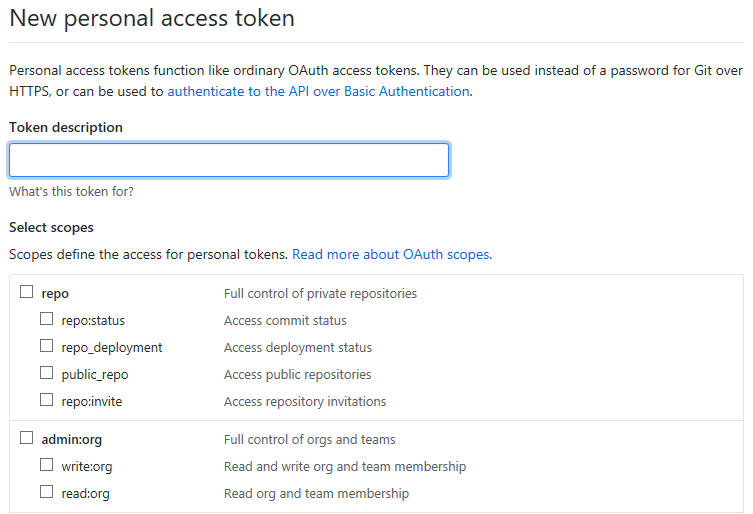 New personal access token
Personal access tokens function like ordinary OAuth access tokens. They can be used instead of a password for Git over
HTTPS, or can be used to authenticate to the API over Basic Authentication.
Token description
What's this token for?
Select scopes
Scopes define the access for personal tokens. Read more about OAuth scopes.
repo Full control of private repositories
repo:status Access commit status
repo_deployment Access deployment status
public_repo Access public repositories
repo:invite Access repository invitations
admin:org Full control of orgs and teams
write:org Read and write org and team membership
read:org Read org and team membership